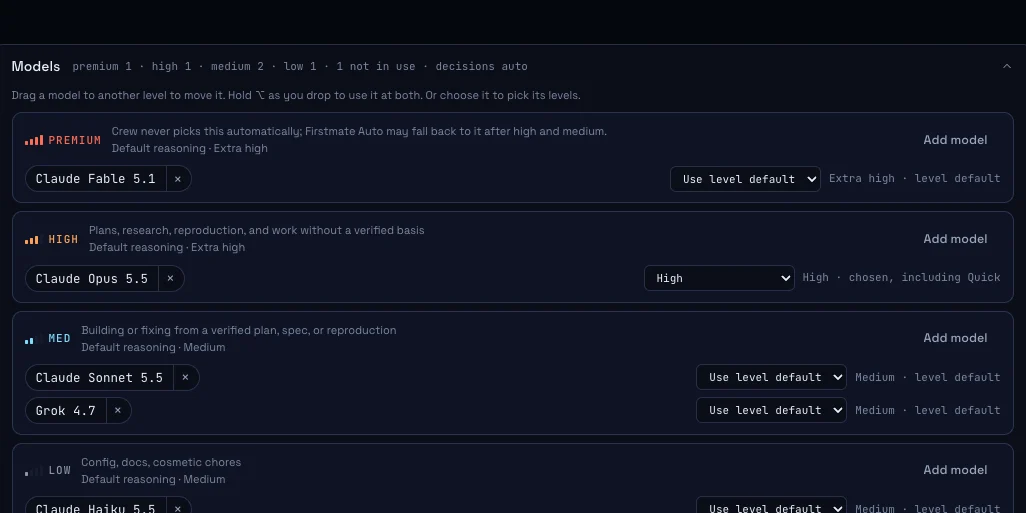 Models premium 1 · high 1 · medium 2 · low 1 · 1 not in use · decisions auto
Drag a model to another level to move it. Hold ⌥ as you drop to use it at both. Or choose it to pick its levels.
PREMIUM Crew never picks this automatically; Firstmate Auto may fall back to it after high and medium. Add model
Default reasoning · Extra high
Claude Fable 5.1 × Use level default Extra high · level default
HIGH Plans, research, reproduction, and work without a verified basis Add model
Default reasoning · Extra high
Claude Opus 5.5 × High High · chosen, including Quick
MED Building or fixing from a verified plan, spec, or reproduction Add model
Default reasoning · Medium
Claude Sonnet 5.5 × Use level default Medium · level default
Grok 4.7 × Use level default Medium · level default
LOW Config, docs, cosmetic chores Add model
Default reasoning · Medium
Claude Haiku 5.5 × Use level default Medium · level default